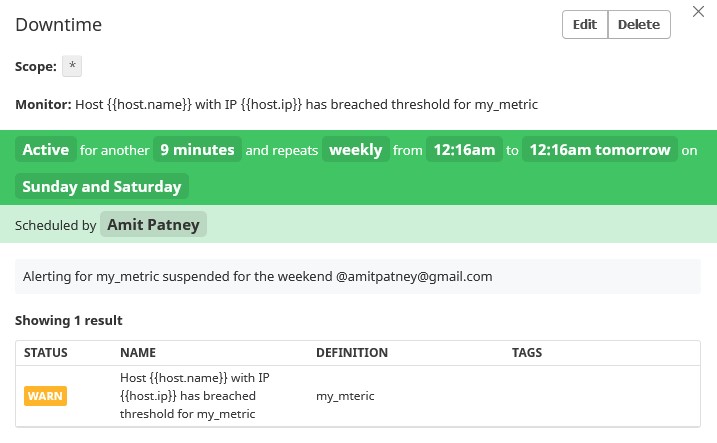 Downtime
Edit Delete
Scope: *
Monitor: Host {{host.name}} with IP {{host.ip}} has breached threshold for my_metric
Active for another 9 minutes and repeats weekly from 12:16am to 12:16am tomorrow on
Sunday and Saturday
Scheduled by Amit Patney
Alerting for my_metric suspended for the weekend @amitpatney@gmail.com
Showing 1 result
STATUS NAME DEFINITION TAGS
Host {{host.name}} with IP
WARN {{host.ip}} has breached my_mteric
threshold for my_metric